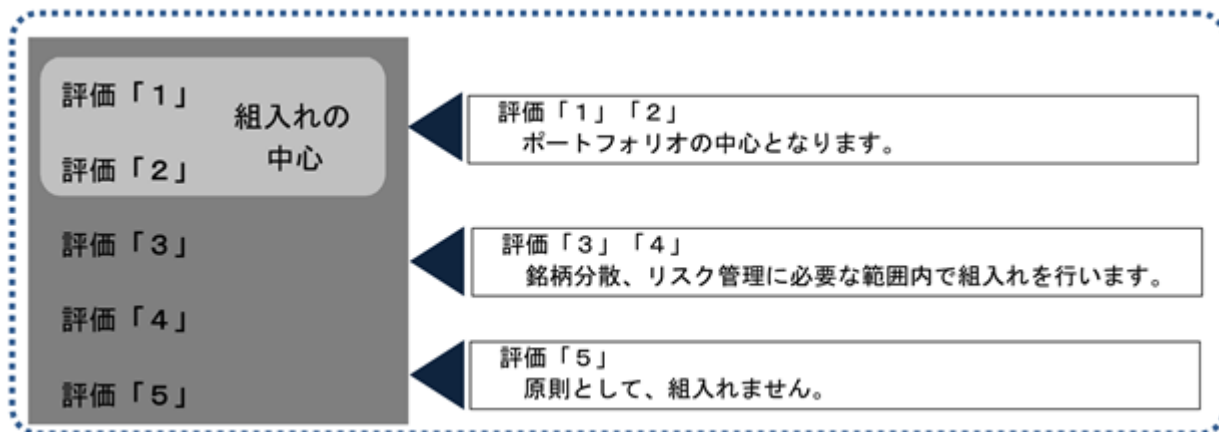 評価「１」
組入れの
中心
評価「２」
評価「３」
評価「４」
評価「５」
評価「１」「２」
ポートフォリオの中心となります。
評価「３」「４」
銘柄分散、リスク管理に必要な範囲内で組入れを行います。
評価「５」
原則として、組入れません。